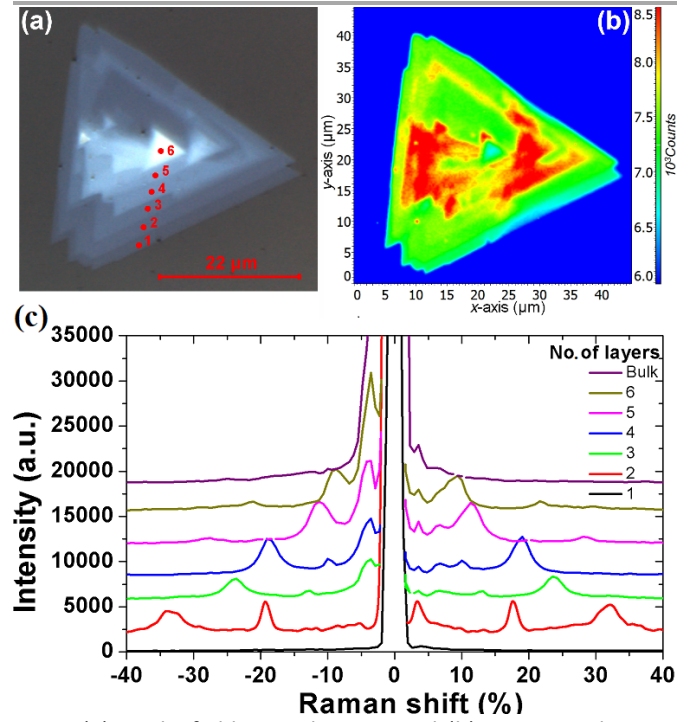 (a)
6
5
4
3
2
1
22 µm
(b)
y-axis (µm)
40
35
30
25
20
15
10
5
0
0 5 10 15 20 25 30 35 40
x-axis (µm)
8.5
8.0
7.5
7.0
6.5
6.0
10³Counts
(c)
Intensity (a.u.)
35000
30000
25000
20000
15000
10000
5000
0
No. of layers
Bulk
6
5
4
3
2
1
-40 -30 -20 -10 0 10 20 30 40
Raman shift (%)